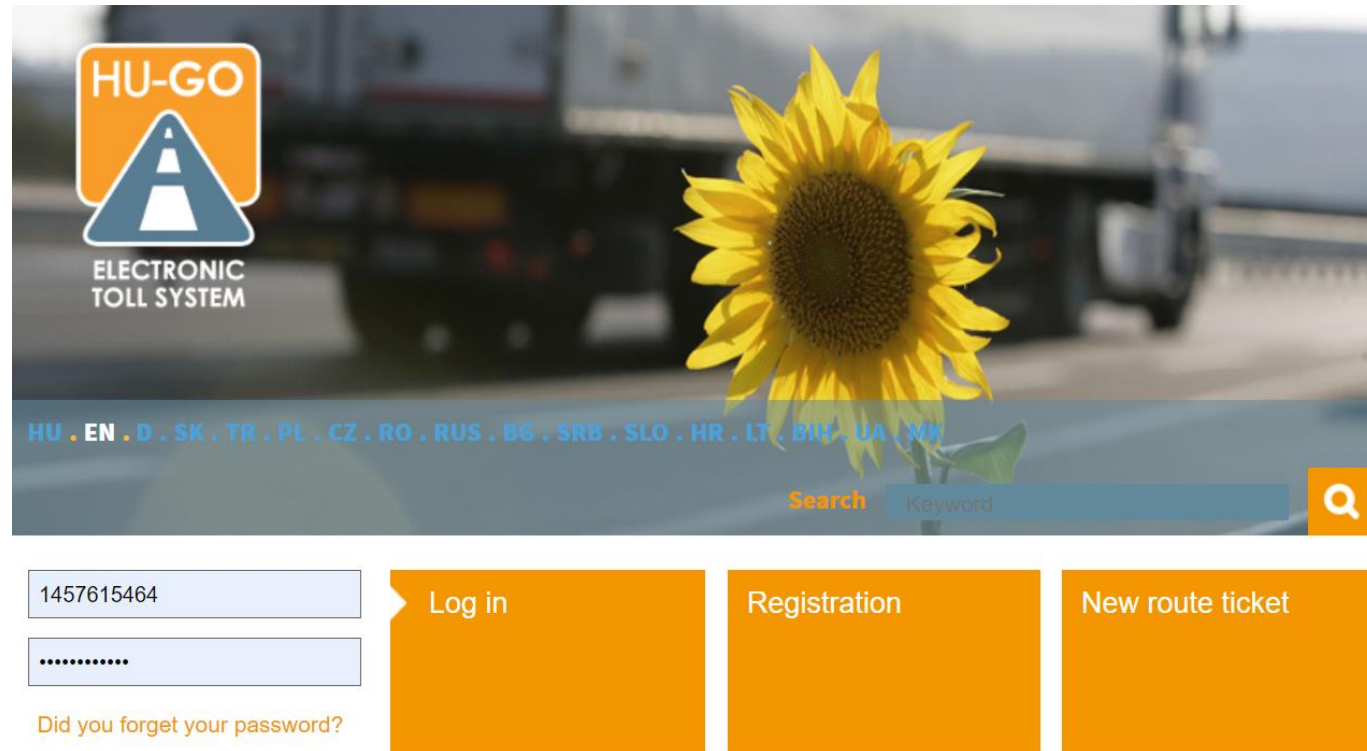 HU-GO
ELECTRONIC
TOLL SYSTEM
HU . EN . D . SK . TR . PL . CZ . RO . RUS . BG . SRB . SLO . HR . LT . BIH . UA . MK
Search Keyword
1457615464
••••••••••••
Did you forget your password?
Log in
Registration
New route ticket